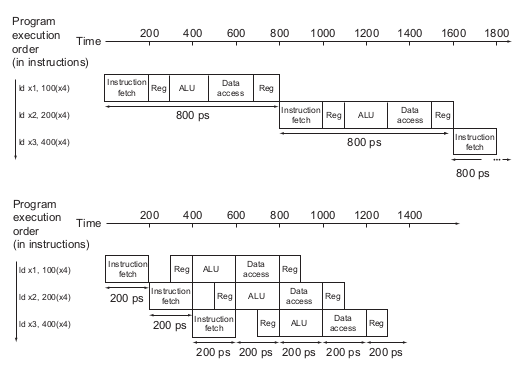 Program
execution
order
(in instructions)
Time
200 400 600 800 1000 1200 1400 1600 1800
ld x1, 100(x4)
Instruction
fetch
Reg
ALU
Data
access
Reg
ld x2, 200(x4)
800 ps
Instruction
fetch
Reg
ALU
Data
access
Reg
ld x3, 400(x4)
800 ps
Instruction
fetch
...
800 ps
Program
execution
order
(in instructions)
Time
200 400 600 800 1000 1200 1400
ld x1, 100(x4)
Instruction
fetch
Reg
ALU
Data
access
Reg
ld x2, 200(x4)
200 ps
Instruction
fetch
Reg
ALU
Data
access
Reg
ld x3, 400(x4)
200 ps
Instruction
fetch
Reg
ALU
Data
access
Reg
200 ps 200 ps 200 ps 200 ps 200 ps